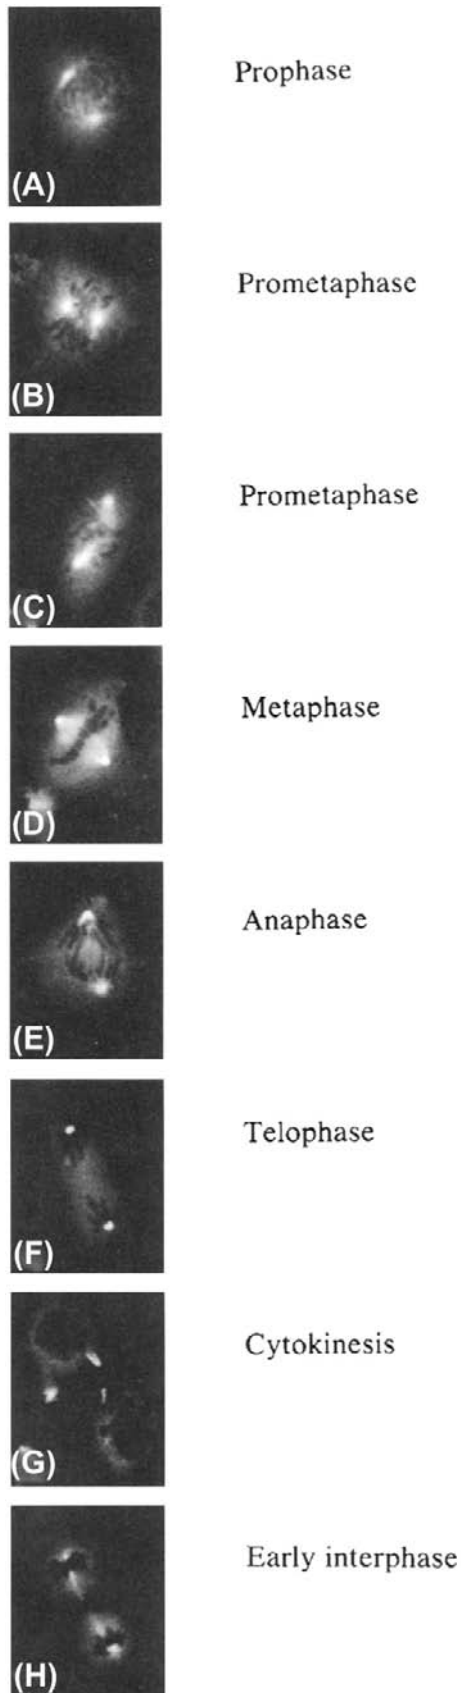 (A) Prophase
(B) Prometaphase
(C) Prometaphase
(D) Metaphase
(E) Anaphase
(F) Telophase
(G) Cytokinesis
(H) Early interphase